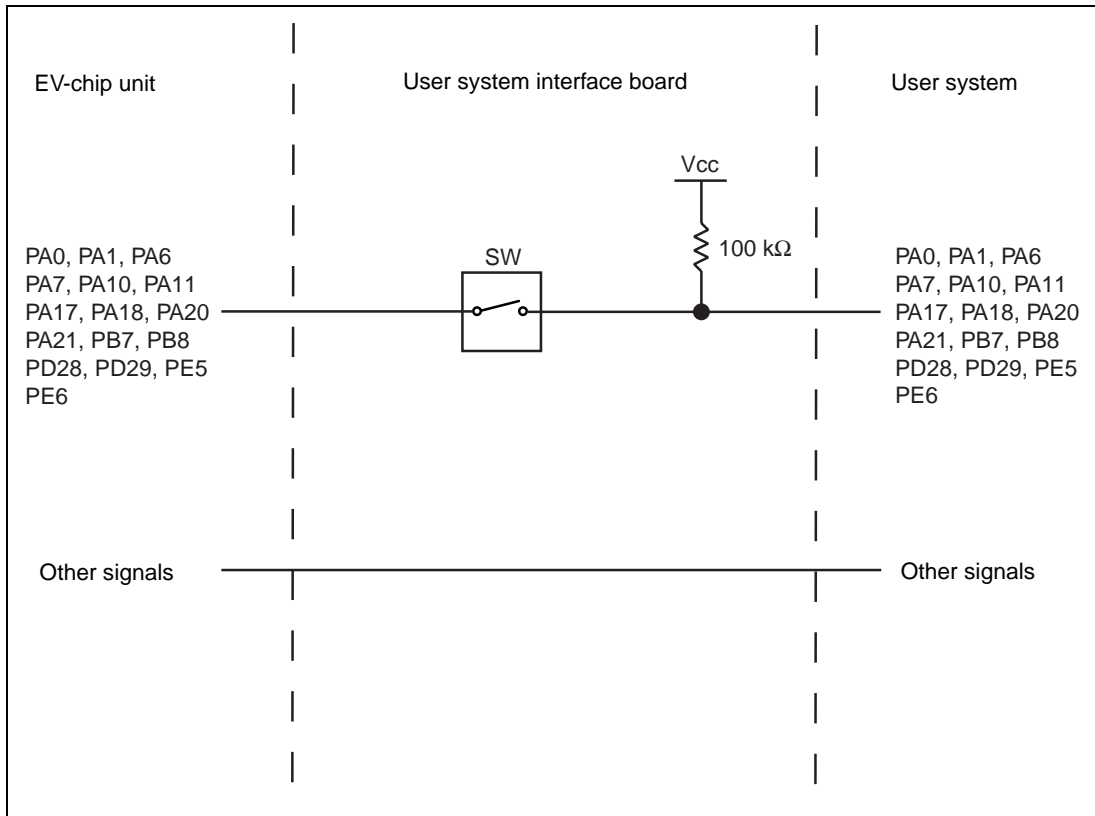 EV-chip unit
User system interface board
User system
Vcc
100 kΩ
SW
PA0, PA1, PA6
PA7, PA10, PA11
PA17, PA18, PA20
PA21, PB7, PB8
PD28, PD29, PE5
PE6
PA0, PA1, PA6
PA7, PA10, PA11
PA17, PA18, PA20
PA21, PB7, PB8
PD28, PD29, PE5
PE6
Other signals
Other signals